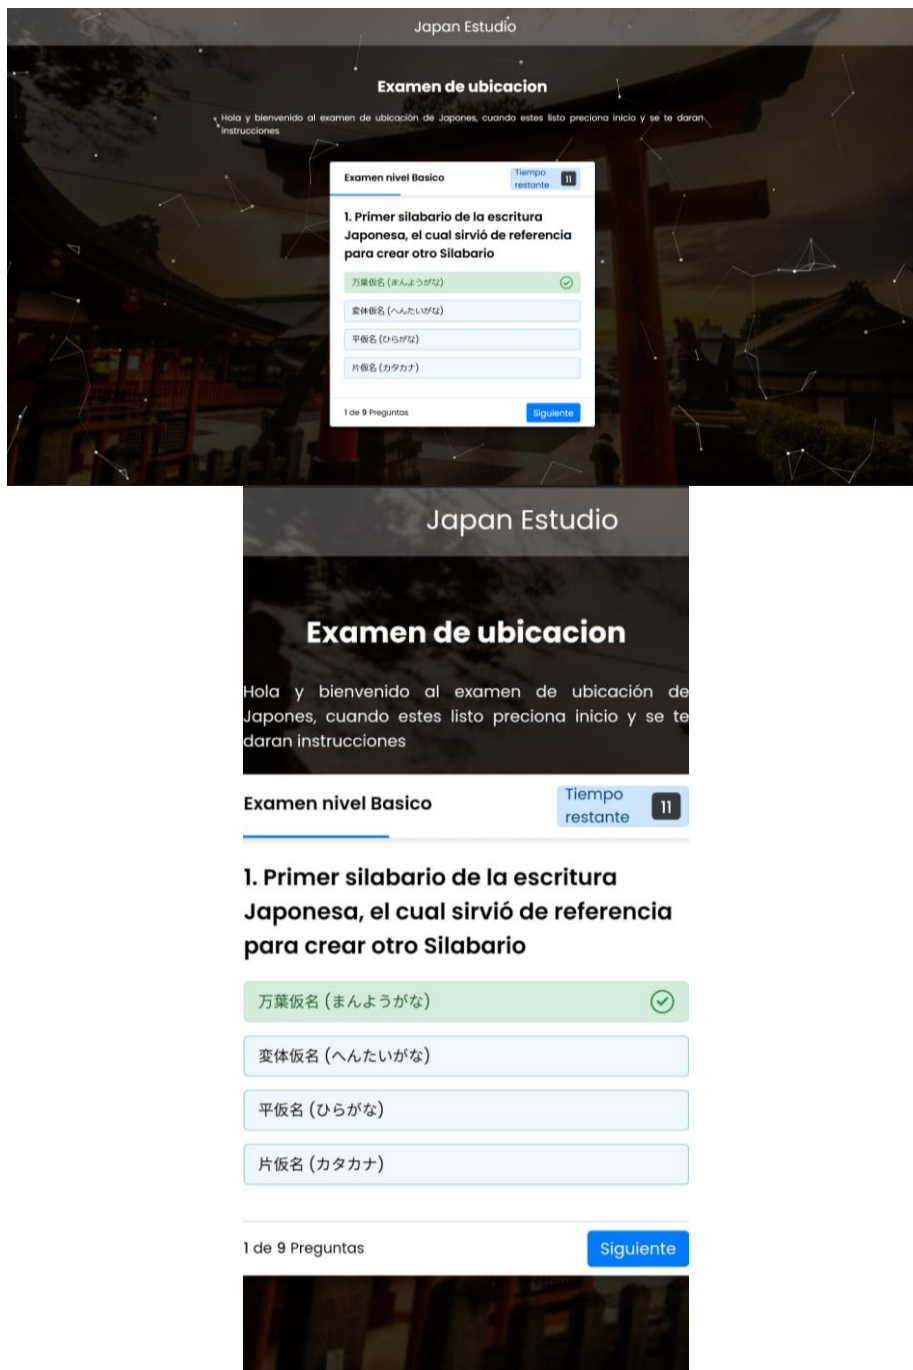 Japan Estudio
Examen de ubicacion
Hola y bienvenido al examen de ubicación de Japones, cuando estes listo preciona inicio y se te daran
instrucciones
Examen nivel Basico
Tiempo
restante
11
1. Primer silabario de la escritura
Japonesa, el cual sirvió de referencia
para crear otro Silabario
万葉仮名 (まんようがな)
変体仮名 (へんたいがな)
平仮名 (ひらがな)
片仮名 (カタカナ)
1 de 9 Preguntas
Siguiente
Japan Estudio
Examen de ubicacion
Hola y bienvenido al examen de ubicación de
Japones, cuando estes listo preciona inicio y se te
daran instrucciones
Examen nivel Basico
Tiempo
restante
11
1. Primer silabario de la escritura
Japonesa, el cual sirvió de referencia
para crear otro Silabario
万葉仮名 (まんようがな)
変体仮名 (へんたいがな)
平仮名 (ひらがな)
片仮名 (カタカナ)
1 de 9 Preguntas
Siguiente